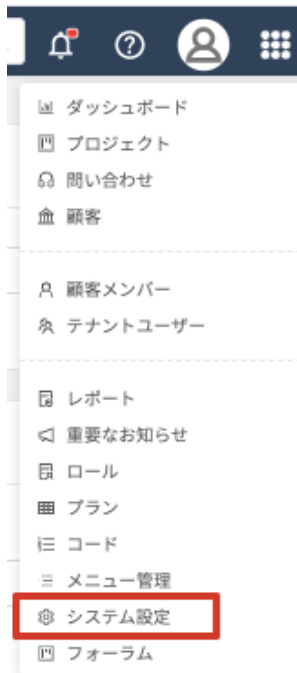 ダッシュボード
プロジェクト
問い合わせ
顧客
顧客メンバー
テナントユーザー
レポート
重要なお知らせ
ロール
プラン
コード
メニュー管理
システム設定
フォーラム